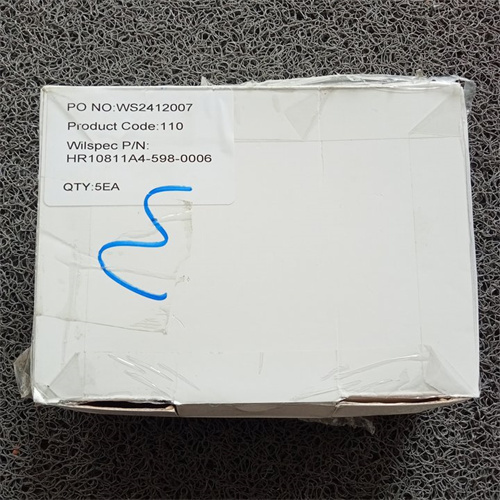 PO NO:WS2412007
Product Code:110
Wilspec P/N:
HR10811A4-598-0006
QTY:5EA